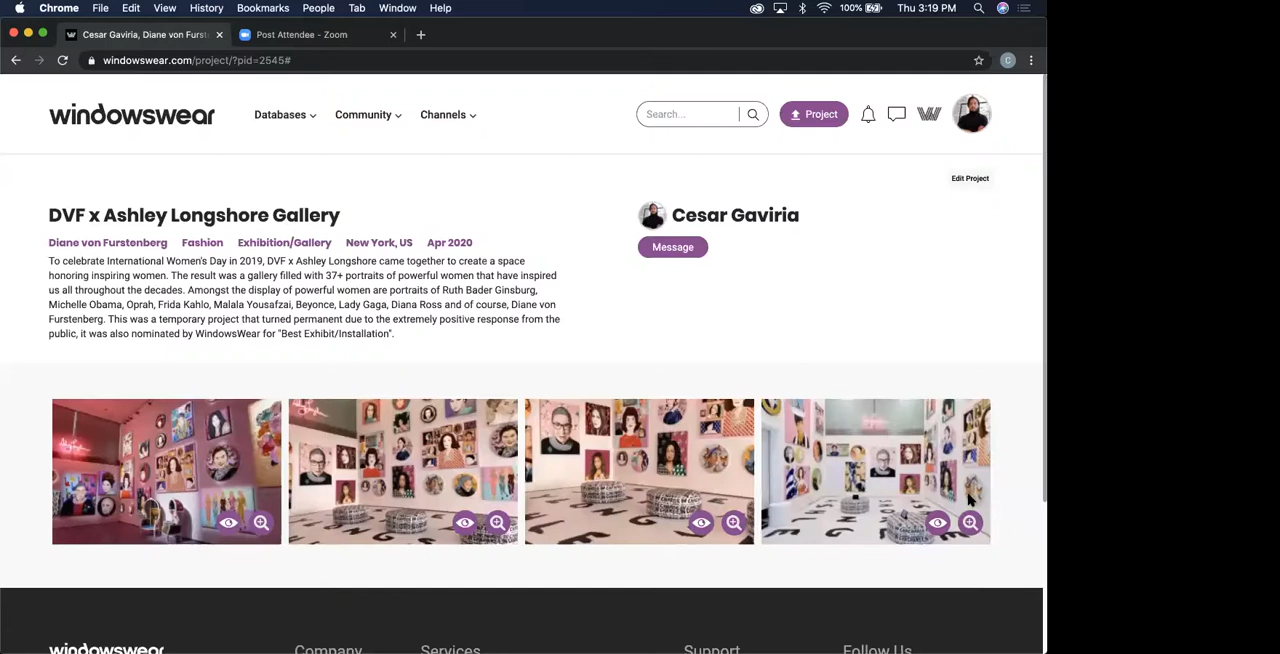 Chrome File Edit View History Bookmarks People Tab Window Help 100% Thu 3:19 PM
Cesar Gaviria, Diane von Furst Post Attendee - Zoom
windowswear.com/project/?pid=2545#
windowswear Databases Community Channels Search... Project
Edit Project
DVF x Ashley Longshore Gallery
Cesar Gaviria
Diane von Furstenberg Fashion Exhibition/Gallery New York, US Apr 2020
Message
To celebrate International Women's Day in 2019, DVF x Ashley Longshore came together to create a space
honoring inspiring women. The result was a gallery filled with 37+ portraits of powerful women that have inspired
us all throughout the decades. Amongst the display of powerful women are portraits of Ruth Bader Ginsburg,
Michelle Obama, Oprah, Frida Kahlo, Malala Yousafzai, Beyonce, Lady Gaga, Diana Ross and of course, Diane von
Furstenberg. This was a temporary project that turned permanent due to the extremely positive response from the
public, it was also nominated by WindowsWear for "Best Exhibit/Installation".
windowswear Company Services Support Follow Us